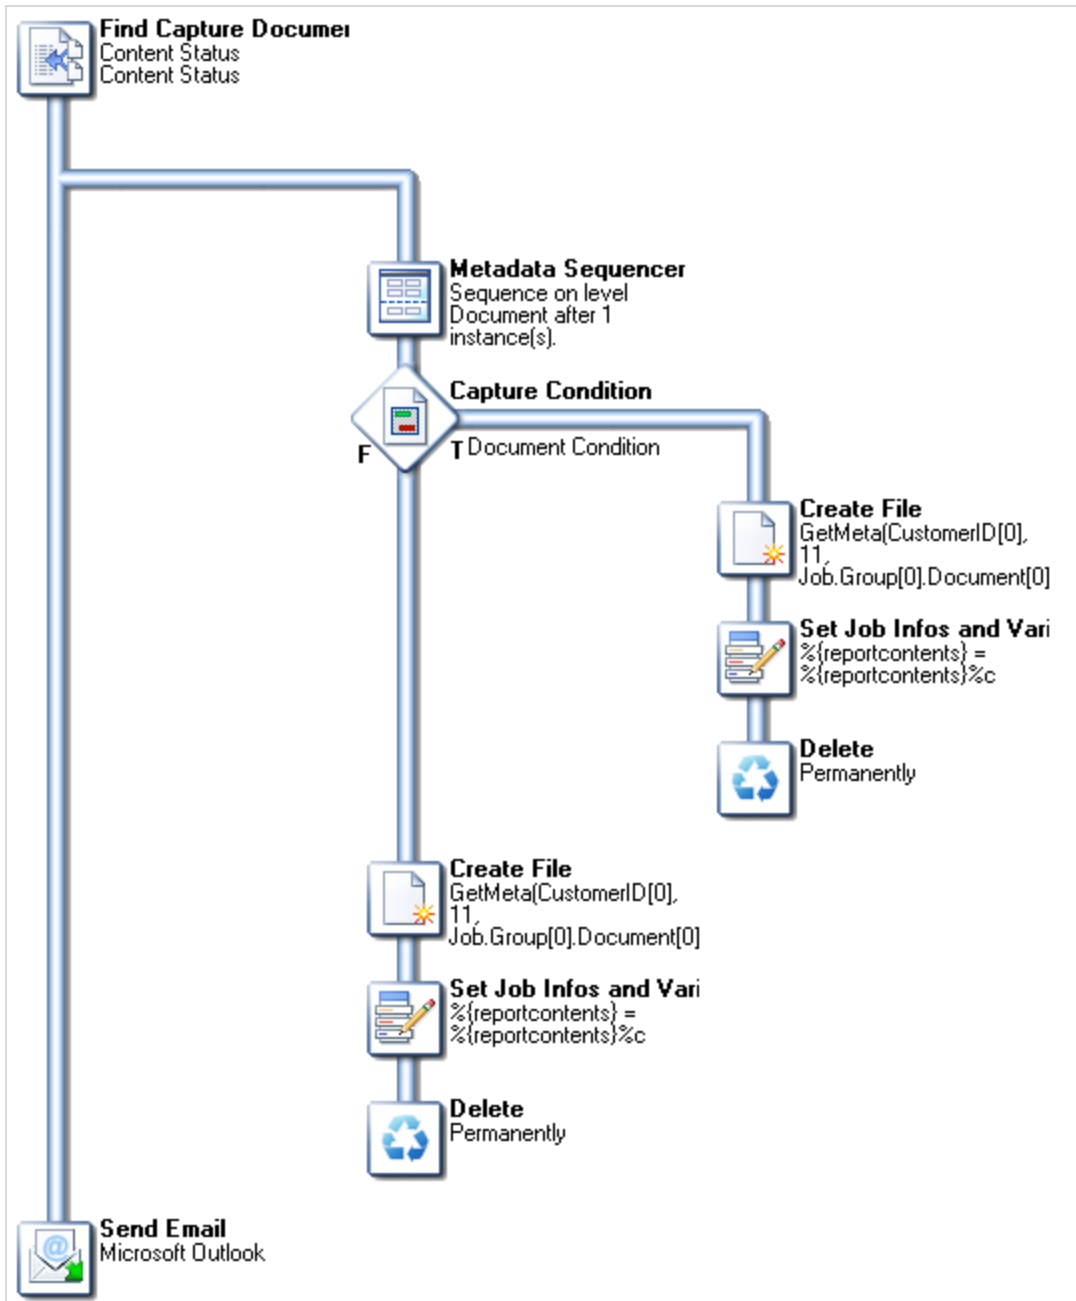 Find Capture Documer
Content Status
Content Status
Metadata Sequencer
Sequence on level
Document after 1
instance(s).
Capture Condition
F
T Document Condition
Create File
GetMeta(CustomerID[0],
11,
Job.Group[0].Document[0]
Set Job Infos and Vari
%{reportcontents} =
%{reportcontents}%c
Delete
Permanently
Create File
GetMeta(CustomerID[0],
11,
Job.Group[0].Document[0]
Set Job Infos and Vari
%{reportcontents} =
%{reportcontents}%c
Delete
Permanently
Send Email
Microsoft Outlook